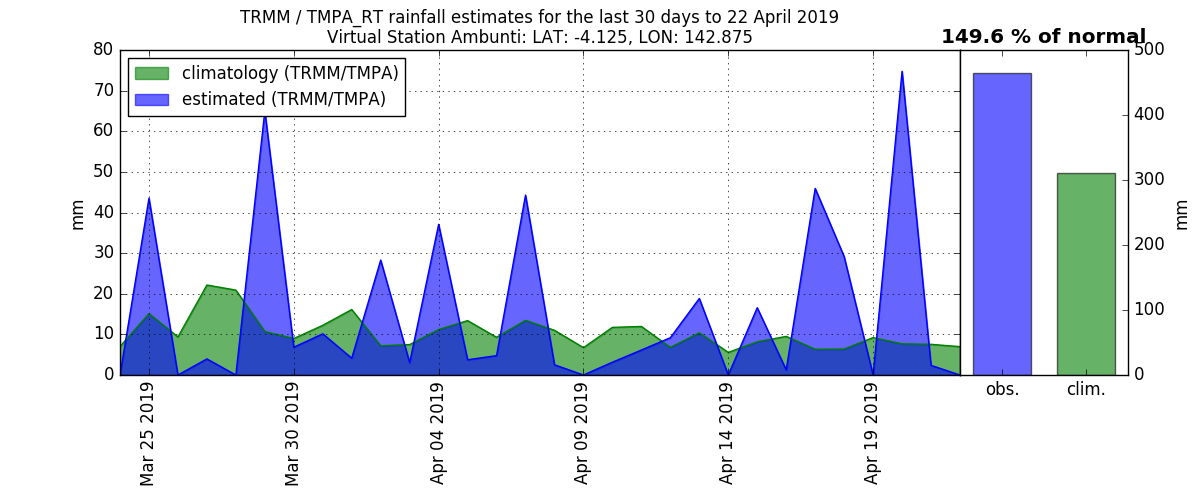 TRMM / TMPA_RT rainfall estimates for the last 30 days to 22 April 2019
Virtual Station Ambunti: LAT: -4.125, LON: 142.875
149.6 % of normal
climatology (TRMM/TMPA)
estimated (TRMM/TMPA)
mm
80
70
60
50
40
30
20
10
0
Mar 25 2019
Mar 30 2019
Apr 04 2019
Apr 09 2019
Apr 14 2019
Apr 19 2019
500
400
300
200
100
0
mm
obs.
clim.